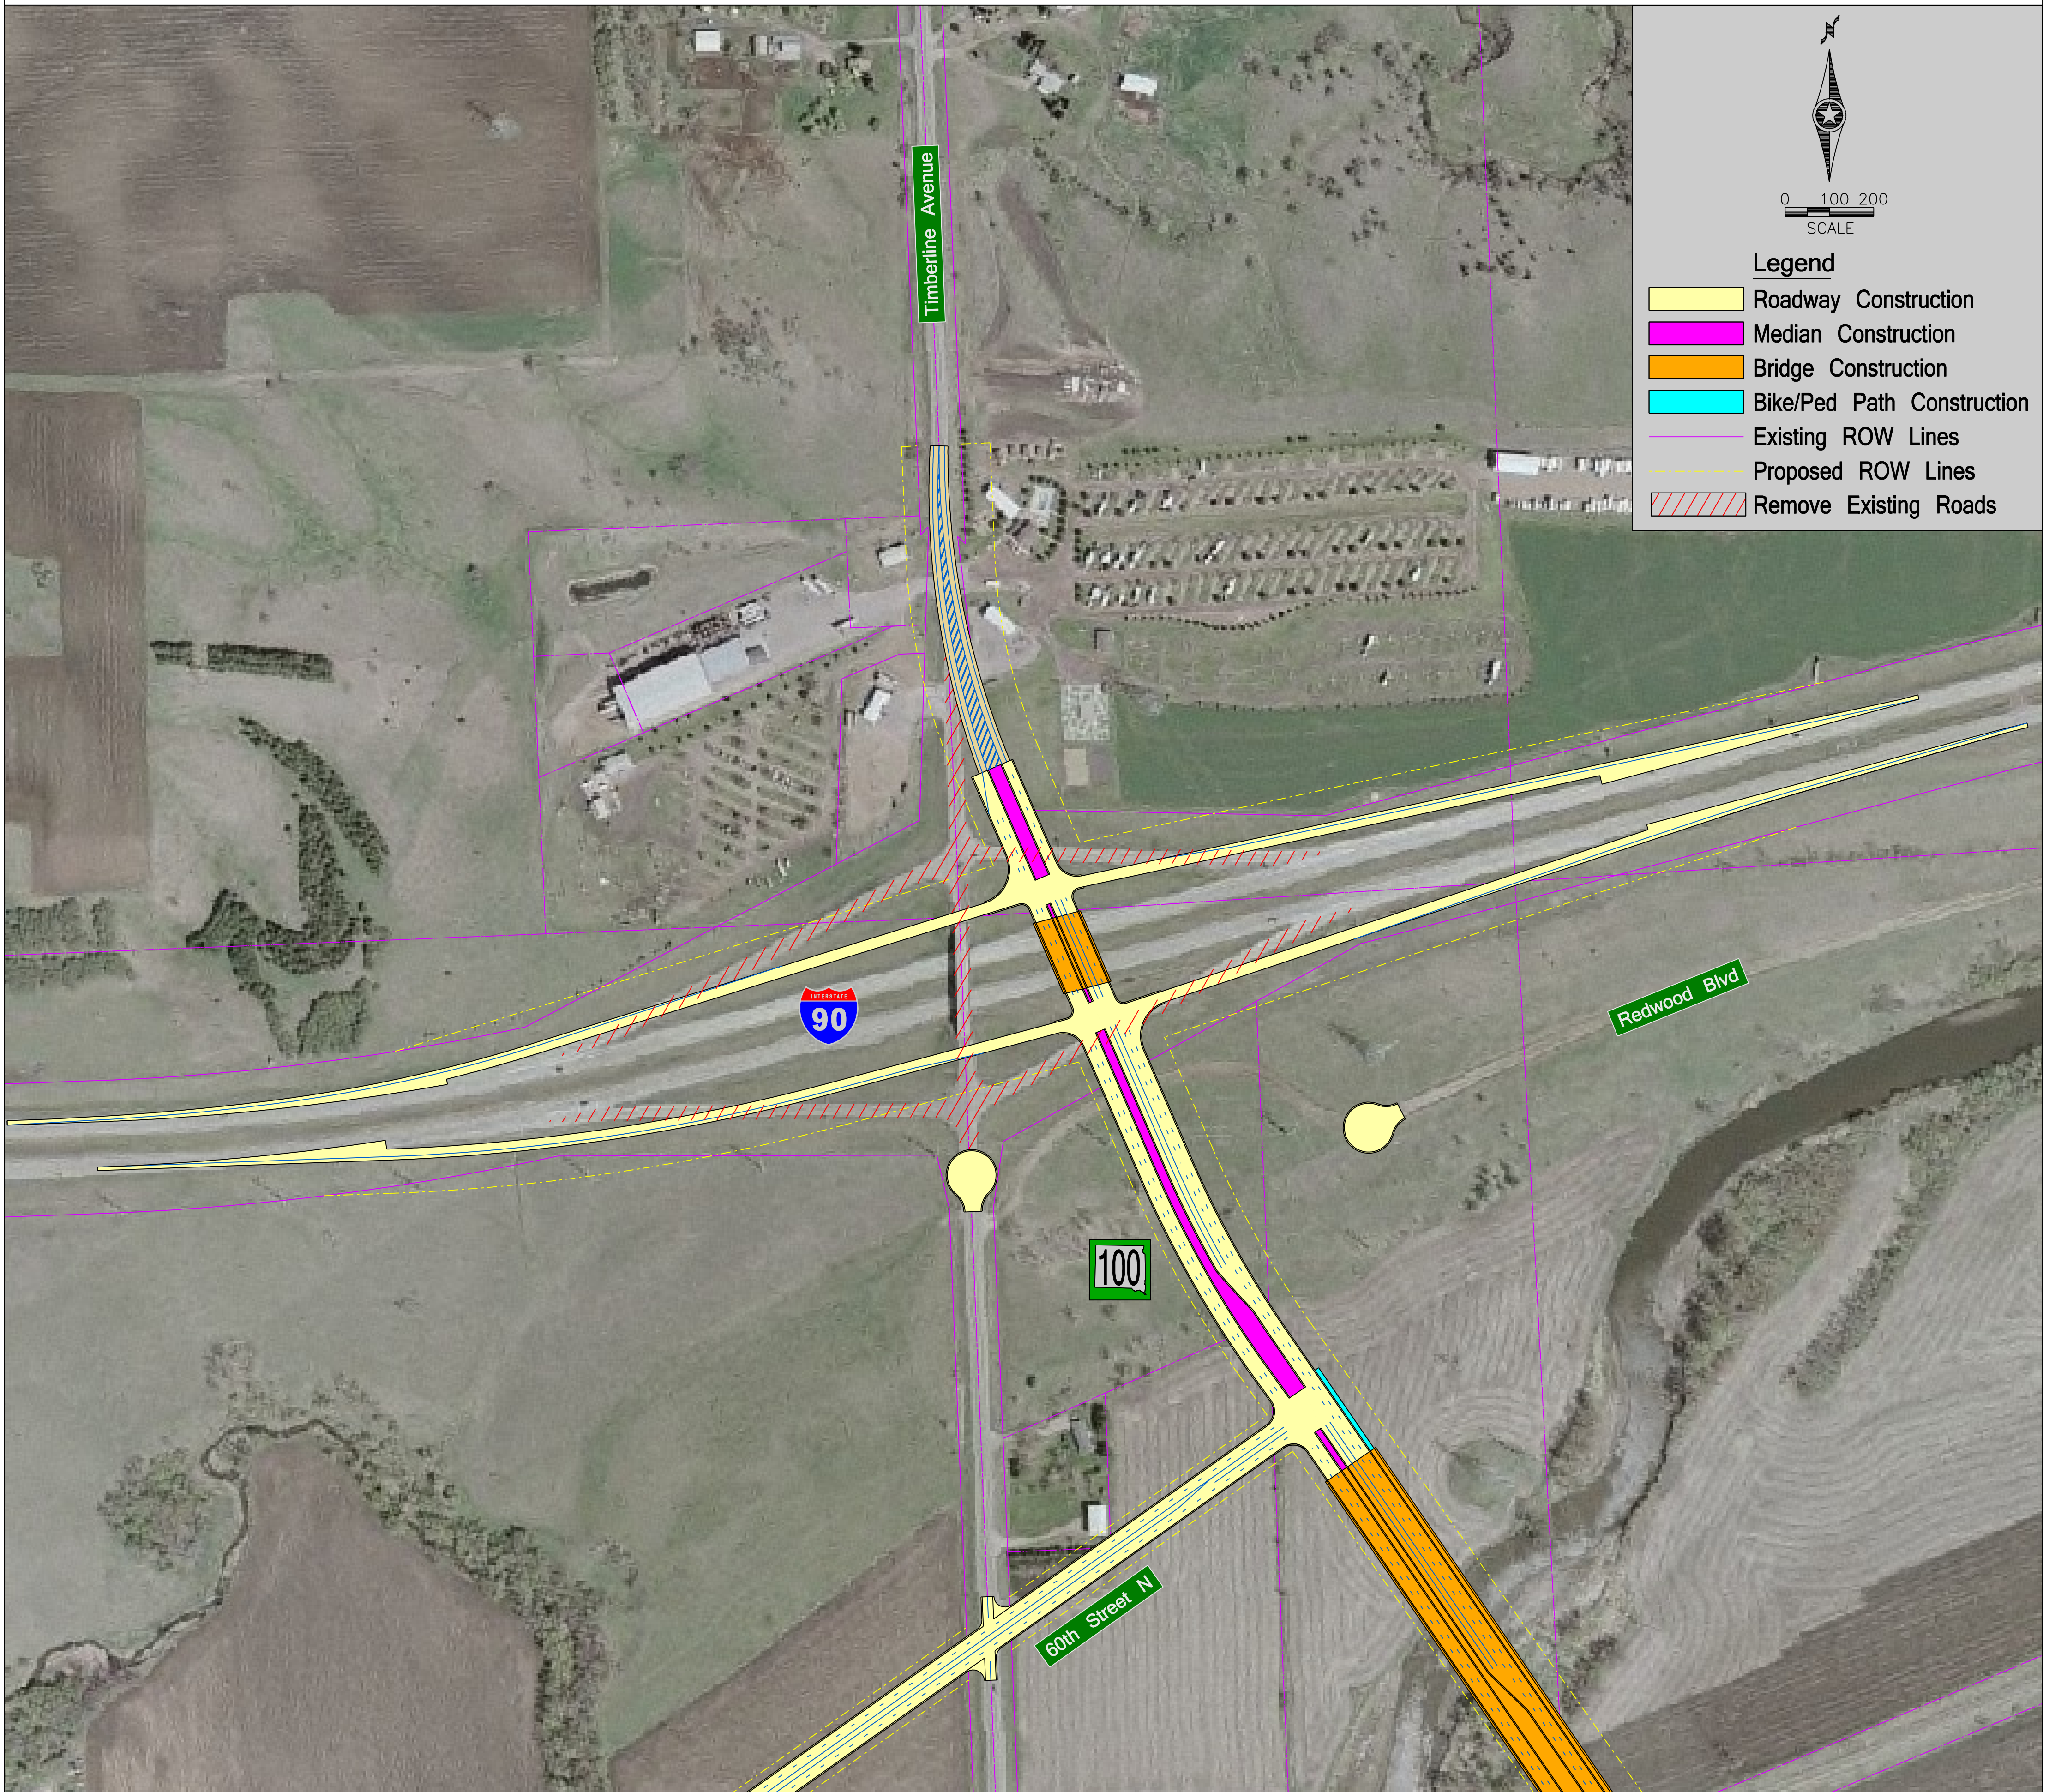 N
0 100 200
SCALE
Legend
Roadway Construction
Median Construction
Bridge Construction
Bike/Ped Path Construction
Existing ROW Lines
Proposed ROW Lines
Remove Existing Roads
Timberline Avenue
INTERSTATE
90
Redwood Blvd
100
60th Street N